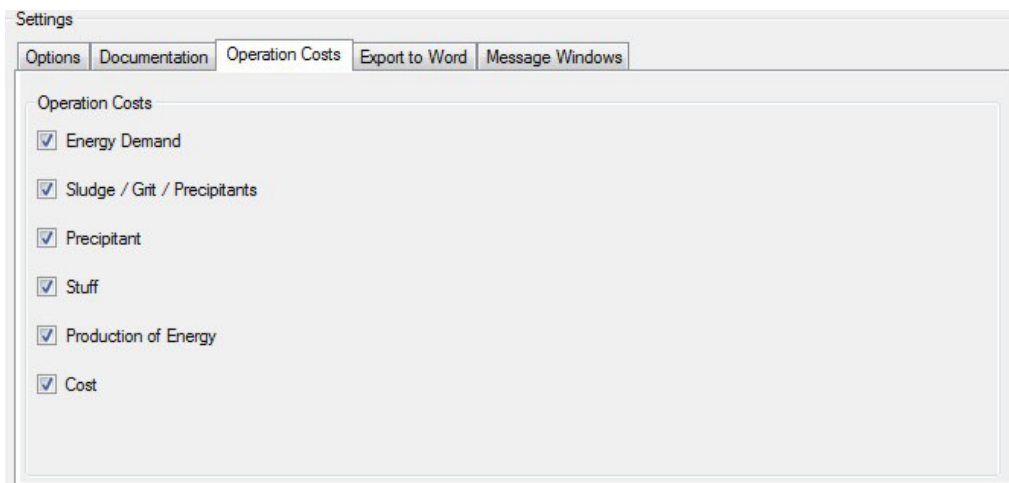 Settings
Options Documentation Operation Costs Export to Word Message Windows
Operation Costs
Energy Demand
Sludge / Grit / Precipitants
Precipitant
Stuff
Production of Energy
Cost